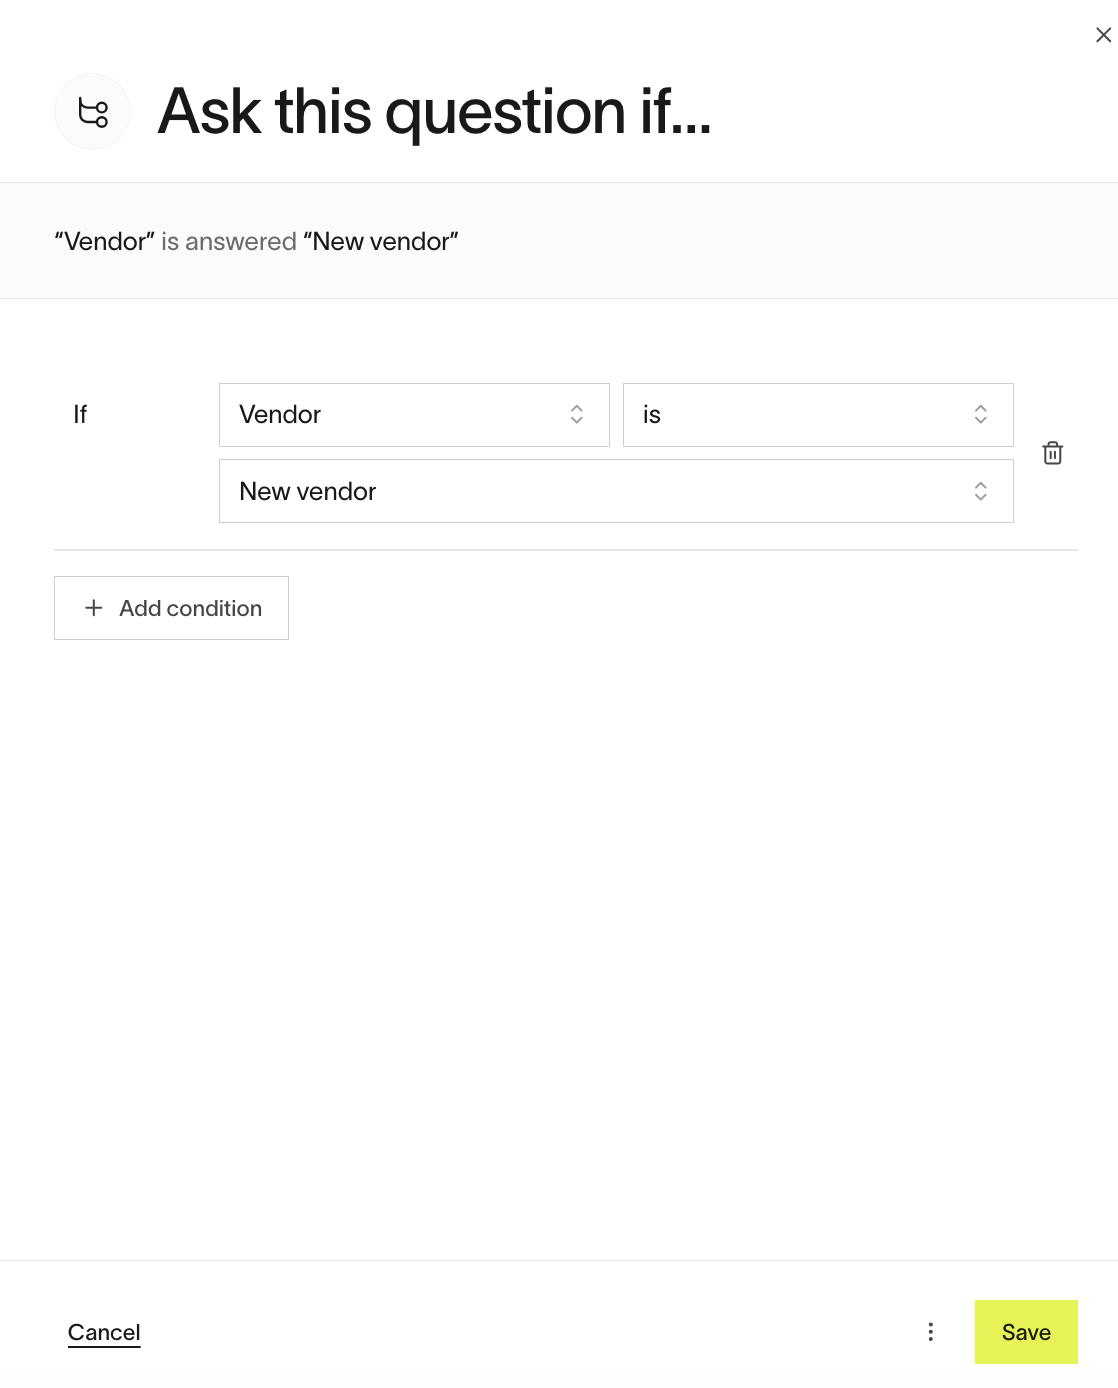 Ask this question if...
“Vendor” is answered “New vendor”
If
Vendor
is
New vendor
Add condition
Cancel
Save